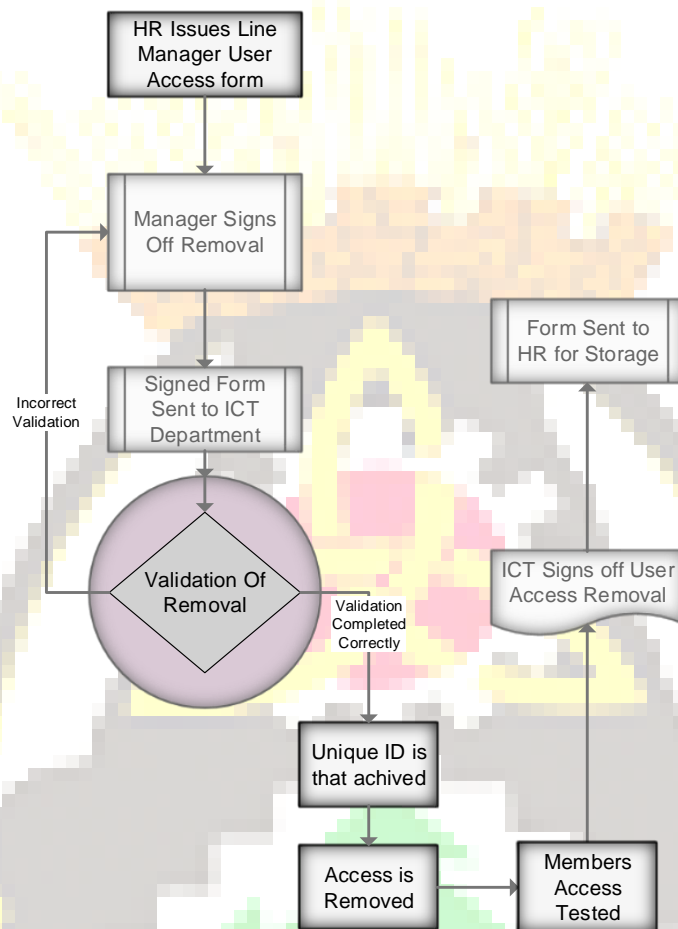 HR Issues Line
Manager User
Access form
Manager Signs
Off Removal
Signed Form
Sent to ICT
Department
Incorrect
Validation
Validation Of
Removal
Validation
Completed
Correctly
Unique ID is
that achived
Access is
Removed
Members
Access
Tested
ICT Signs off User
Access Removal
Form Sent to
HR for Storage